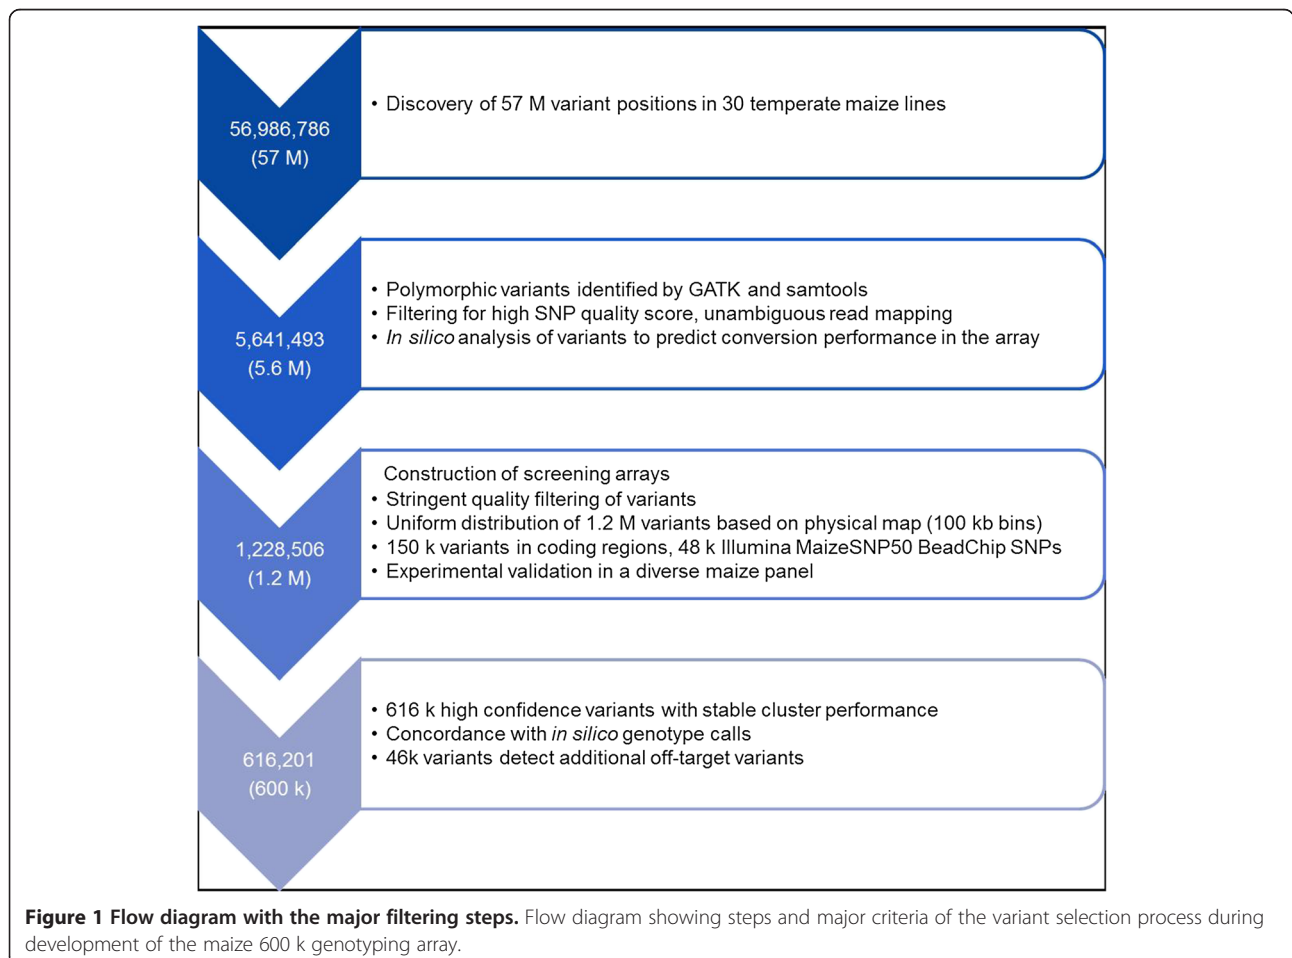 56,986,786
(57 M)
• Discovery of 57 M variant positions in 30 temperate maize lines
5,641,493
(5.6 M)
• Polymorphic variants identified by GATK and samtools
• Filtering for high SNP quality score, unambiguous read mapping
• In silico analysis of variants to predict conversion performance in the array
1,228,506
(1.2 M)
Construction of screening arrays
• Stringent quality filtering of variants
• Uniform distribution of 1.2 M variants based on physical map (100 kb bins)
• 150 k variants in coding regions, 48 k Illumina MaizeSNP50 BeadChip SNPs
• Experimental validation in a diverse maize panel
616,201
(600 k)
• 616 k high confidence variants with stable cluster performance
• Concordance with in silico genotype calls
• 46k variants detect additional off-target variants
Figure 1 Flow diagram with the major filtering steps. Flow diagram showing steps and major criteria of the variant selection process during
development of the maize 600 k genotyping array.